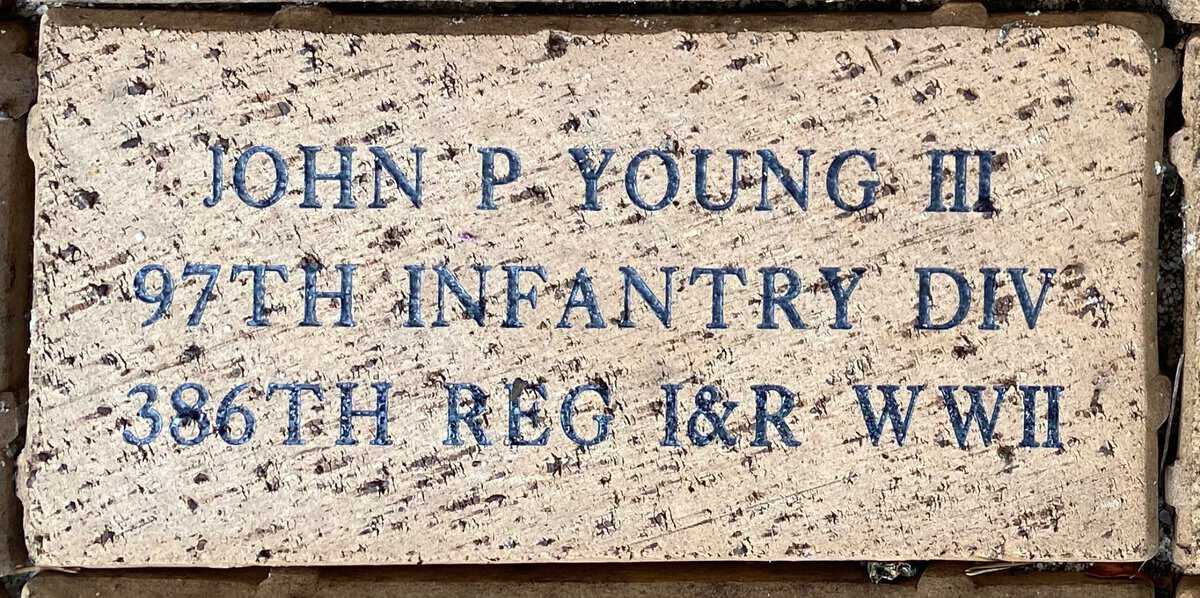 JOHN P YOUNG III
97TH INFANTRY DIV
386TH REG I&R WWII